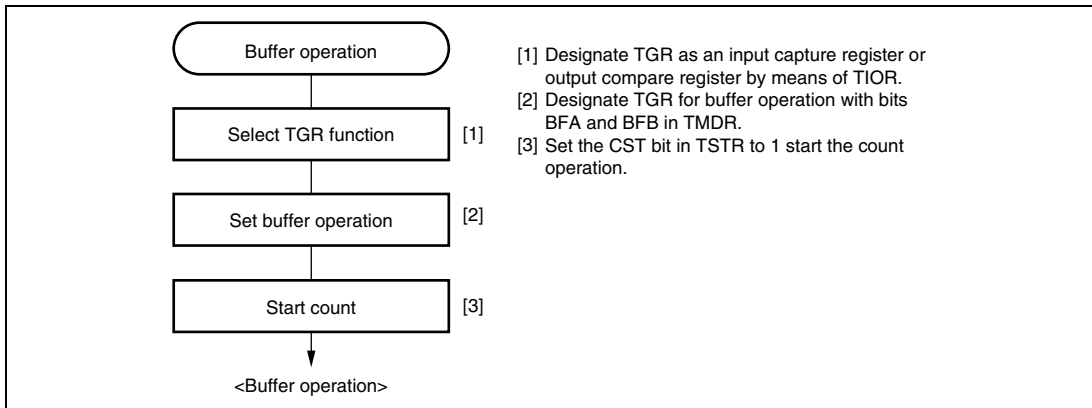 Buffer operation
Select TGR function
[1]
Set buffer operation
[2]
Start count
[3]
<Buffer operation>
[1] Designate TGR as an input capture register or
output compare register by means of TIOR.
[2] Designate TGR for buffer operation with bits
BFA and BFB in TMDR.
[3] Set the CST bit in TSTR to 1 start the count
operation.